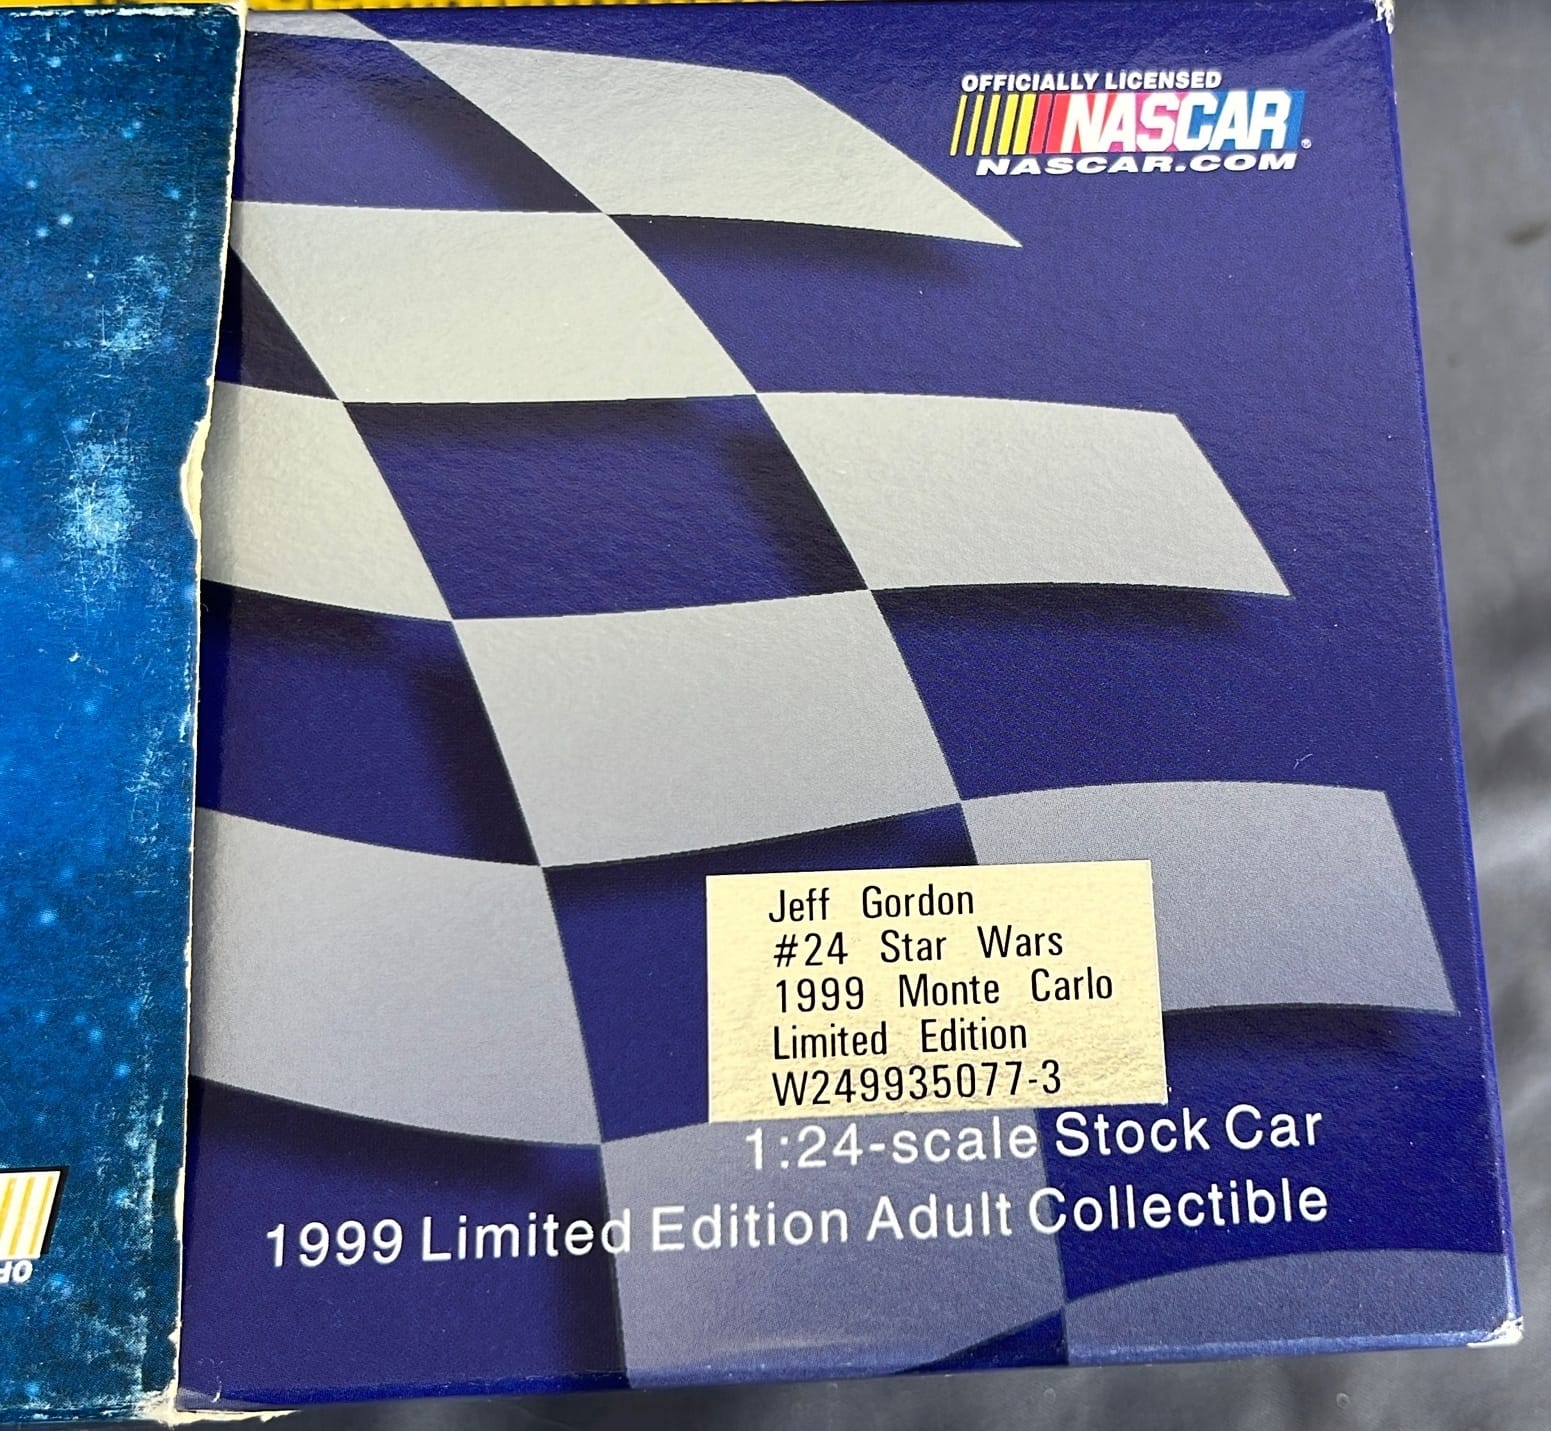 OFFICIALLY LICENSED
NASCAR
NASCAR.COM
Jeff Gordon
#24 Star Wars
1999 Monte Carlo
Limited Edition
W249935077-3
1:24-scale Stock Car
1999 Limited Edition Adult Collectible